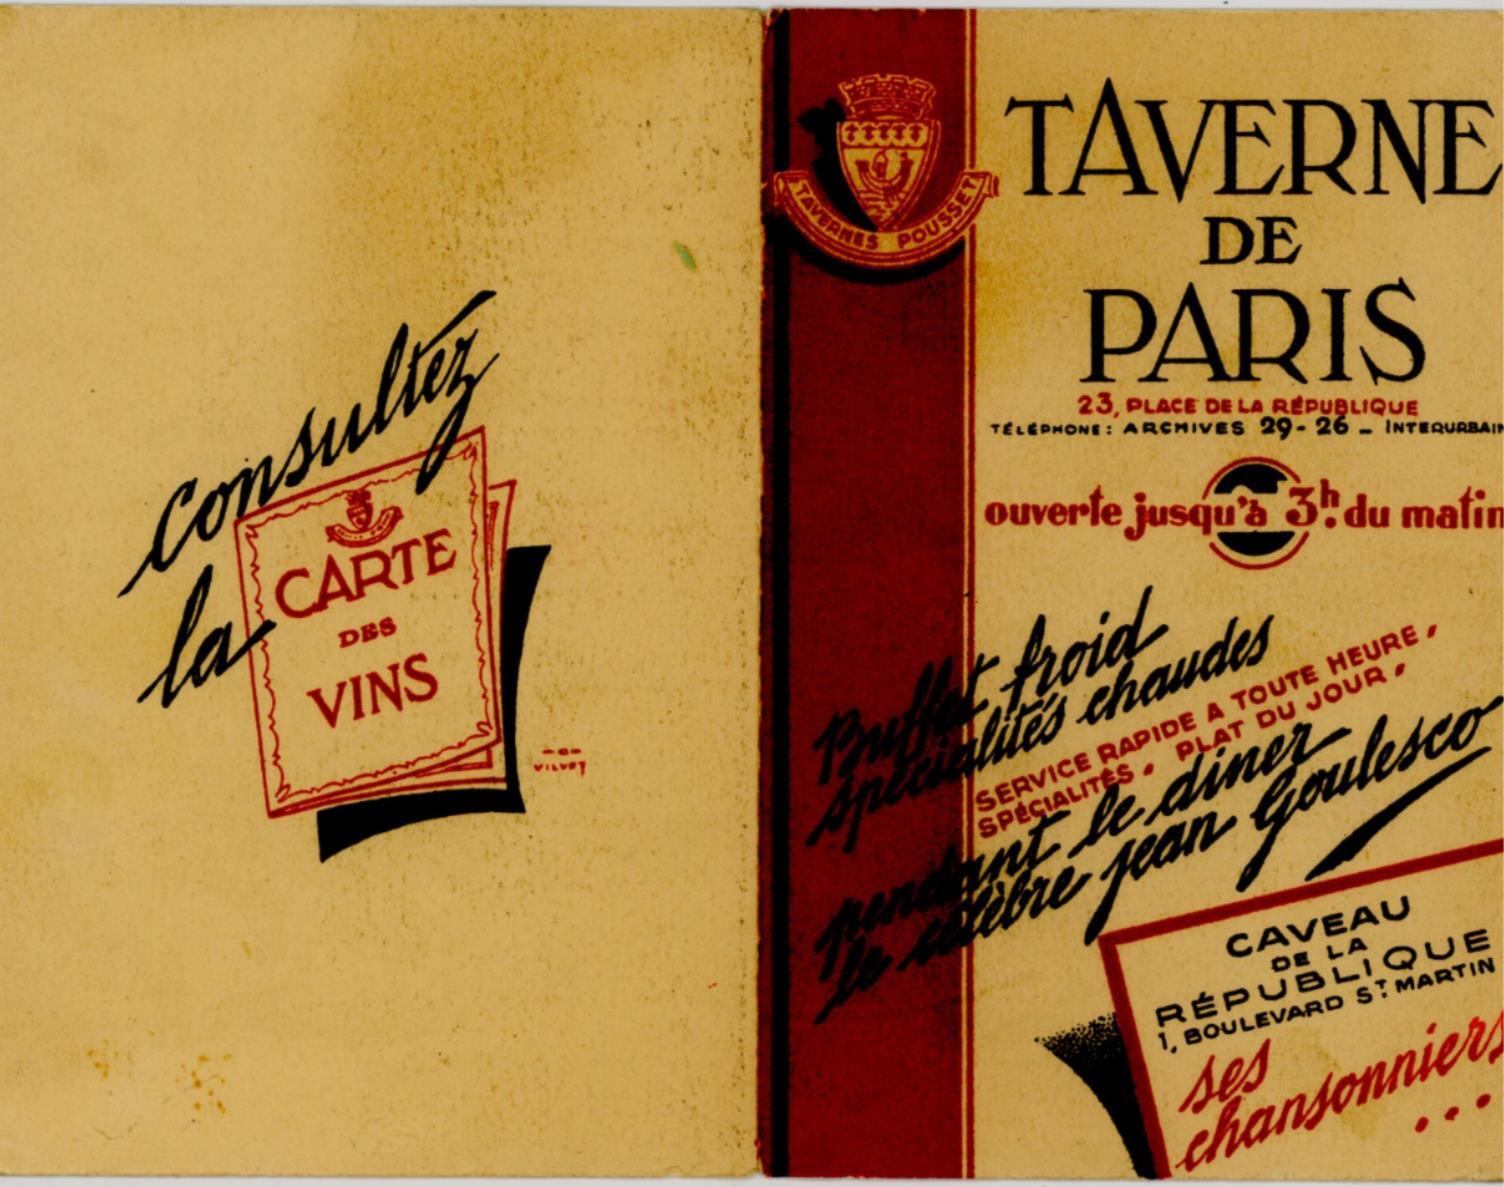 consultez
la
CARTE
DES
VINS
TAVERNES POUSSET
TAVERNE
DE
PARIS
23, PLACE DE LA RÉPUBLIQUE
TÉLÉPHONE : ARCHIVES 29-26 - INTERURBAIN
ouverte jusqu'à 3h. du matin
Buffet froid
spécialités chaudes
SERVICE RAPIDE A TOUTE HEURE
SPÉCIALITÉS PLAT DU JOUR
pendant le diner
le célèbre jean Goulesco
CAVEAU
DE LA
RÉPUBLIQUE
1, BOULEVARD ST. MARTIN
ses
chansonniers
...